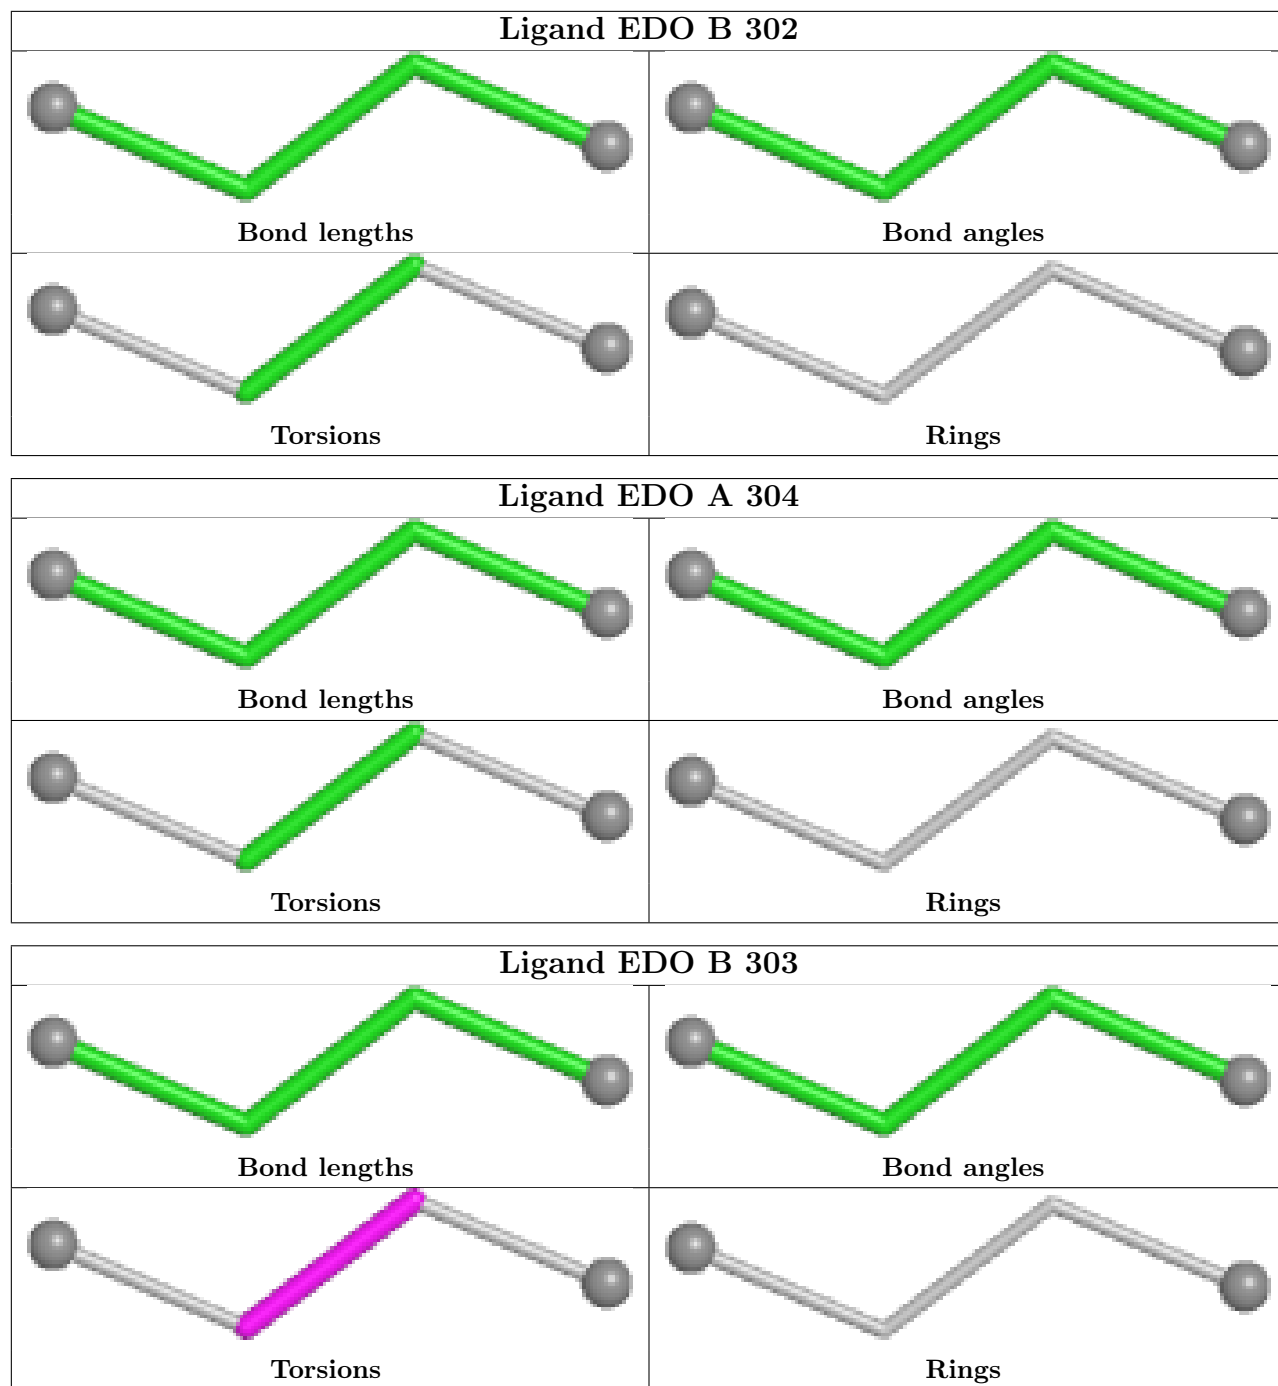 Ligand EDO B 302
Bond lengths
Bond angles
Torsions
Rings
Ligand EDO A 304
Bond lengths
Bond angles
Torsions
Rings
Ligand EDO B 303
Bond lengths
Bond angles
Torsions
Rings